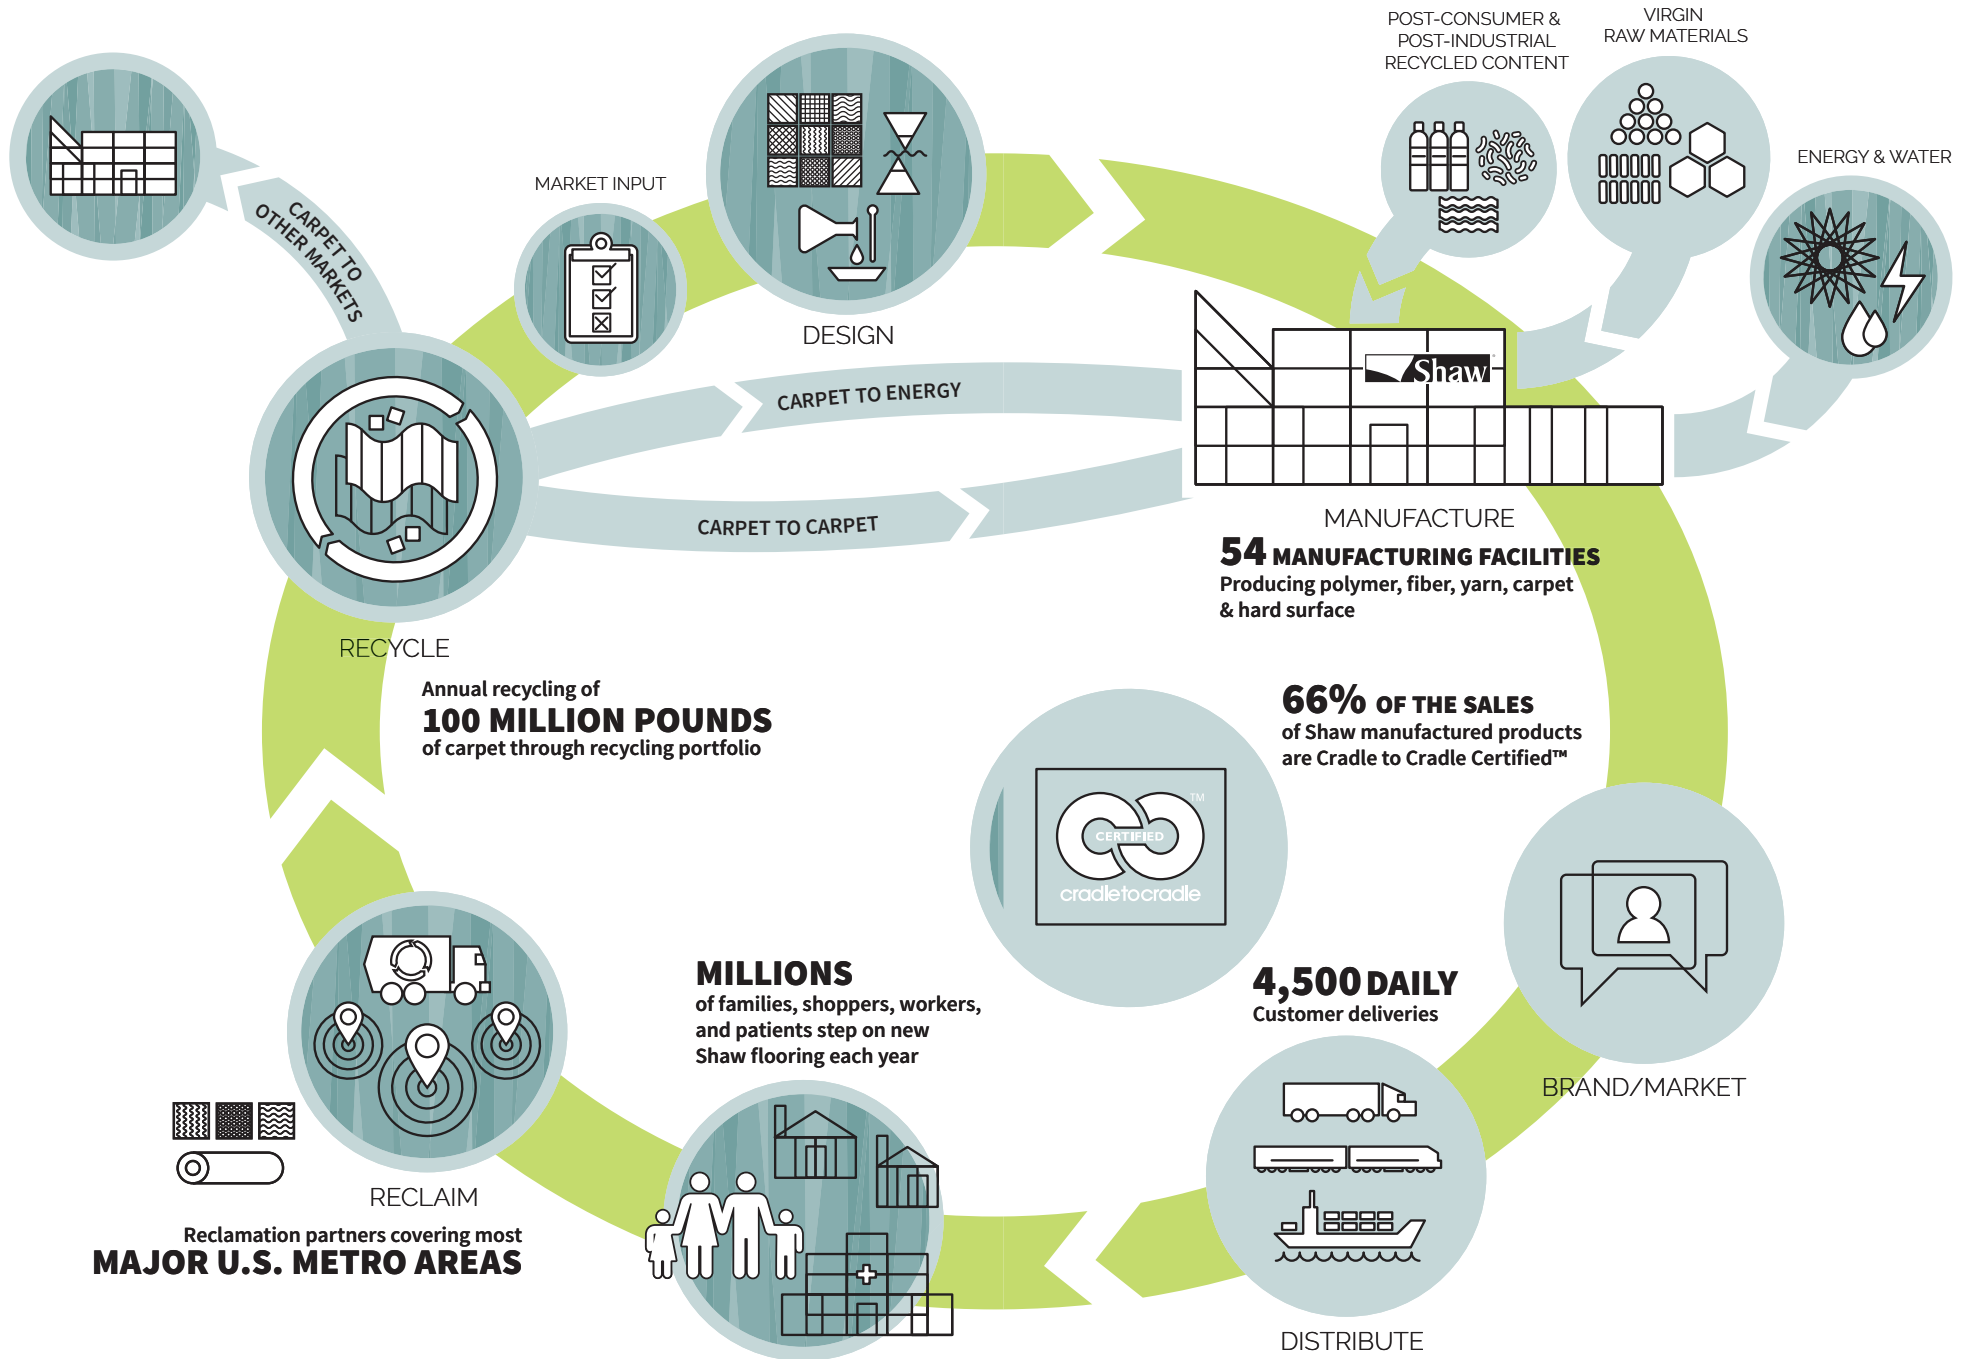 POST-CONSUMER &
POST-INDUSTRIAL
RECYCLED CONTENT
VIRGIN
RAW MATERIALS
ENERGY & WATER
MARKET INPUT
CARPET TO
OTHER MARKETS
DESIGN
Shaw
CARPET TO ENERGY
CARPET TO CARPET
MANUFACTURE
54 MANUFACTURING FACILITIES
Producing polymer, fiber, yarn, carpet
& hard surface
RECYCLE
Annual recycling of
100 MILLION POUNDS
of carpet through recycling portfolio
66% OF THE SALES
of Shaw manufactured products
are Cradle to Cradle Certified™
TM
CERTIFIED
cradletocradle
MILLIONS
of families, shoppers, workers,
and patients step on new
Shaw flooring each year
4,500 DAILY
Customer deliveries
BRAND/MARKET
RECLAIM
Reclamation partners covering most
MAJOR U.S. METRO AREAS
DISTRIBUTE